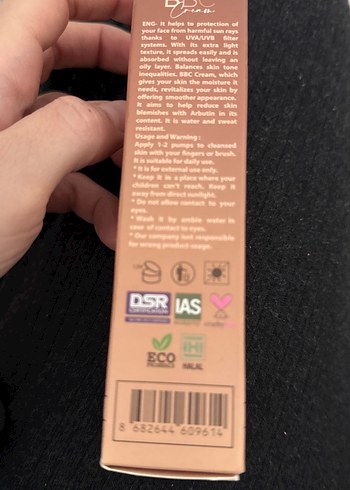 BBC
Cream
ENG- It helps to protection of
your face from harmful sun rays
thanks to UVA/UVB filter
systems. With its extra light
texture, it spreads easily and is
absorbed without leaving an
oily layer. Balances skin tone
inequalities. BBC Cream, which
gives your skin the moisture it
needs, revitalizes your skin by
offering smoother appearance.
It aims to help reduce skin
blemishes with Arbutin in its
content. It is water and sweat
resistant.
Usage and Warning :
Apply 1-2 pumps to cleansed
skin with your fingers or brush.
It is suitable for daily use.
* It is for external use only.
* Keep it in a place where your
children can't reach. Keep it
away from direct sunlight.
* Do not allow contact to your
eyes.
* Wash it by amble water in
case of contact to eyes.
* Our company isnt responsible
for wrong product usage.
DSR IAS
CERTIFICATION
ECO HALAL
8 682644 609614